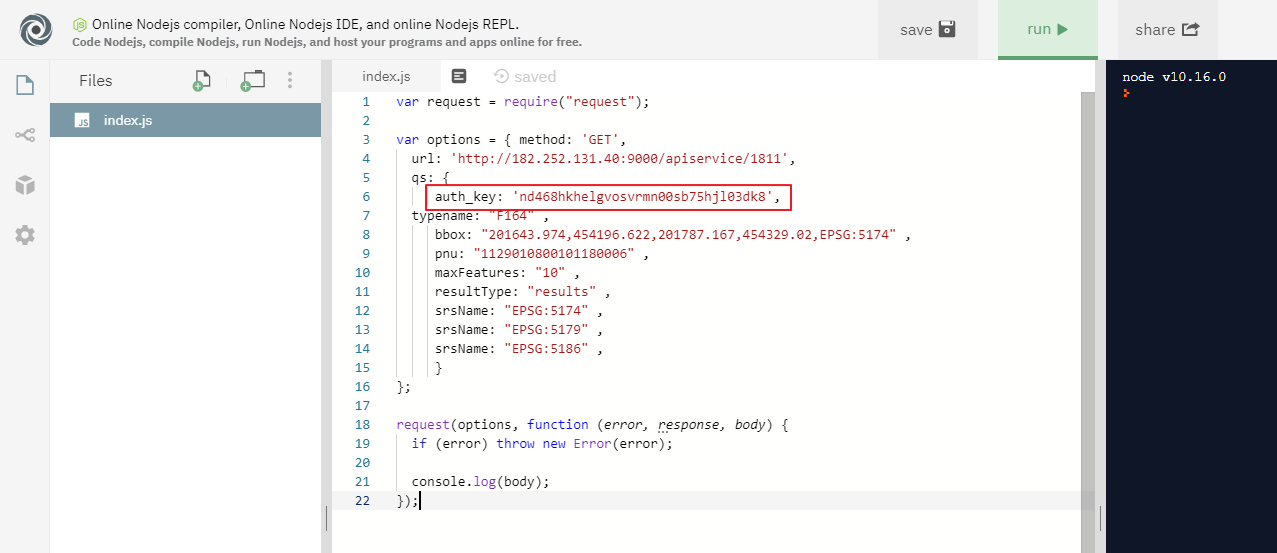 Online Nodejs compiler, Online Nodejs IDE, and online Nodejs REPL.
Code Nodejs, compile Nodejs, run Nodejs, and host your programs and apps online for free.
save
run
share
Files
index.js
saved
node v10.16.0
JS index.js
1 var request = require("request");
2
3 var options = { method: 'GET',
4 url: 'http://182.252.131.40:9000/apiservice/1811',
5 qs: {
6 auth_key: 'nd468hkhelgvosvrmn00sb75hjl03dk8',
7 typename: "F164" ,
8 bbox: "201643.974,454196.622,201787.167,454329.02,EPSG:5174" ,
9 pnu: "1129010800101180006" ,
10 maxFeatures: "10" ,
11 resultType: "results" ,
12 srsName: "EPSG:5174" ,
13 srsName: "EPSG:5179" ,
14 srsName: "EPSG:5186" ,
15 }
16 };
17
18 request(options, function (error, response, body) {
19 if (error) throw new Error(error);
20
21 console.log(body);
22 });